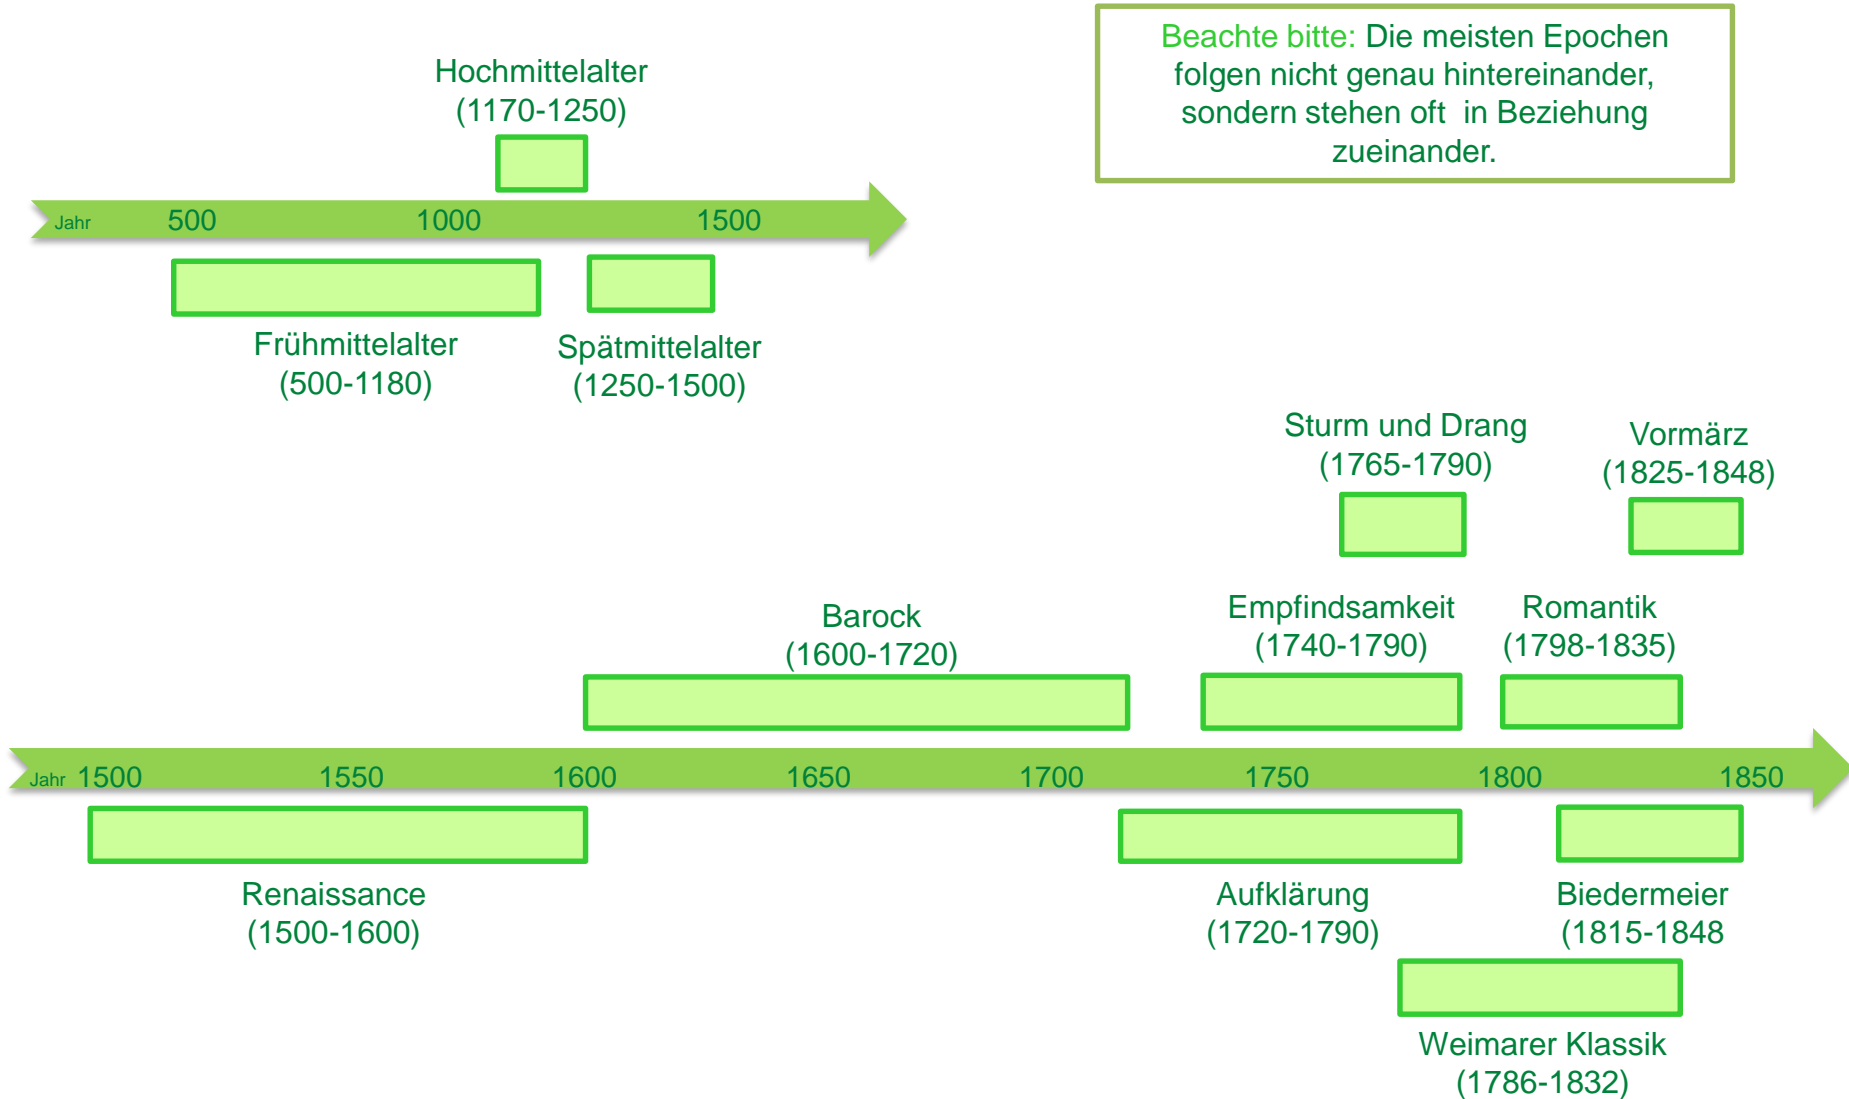 Beachte bitte: Die meisten Epochen
folgen nicht genau hintereinander,
sondern stehen oft  in Beziehung
zueinander.
Hochmittelalter
(1170-1250)
Jahr 500 1000 1500
Frühmittelalter
(500-1180)
Spätmittelalter
(1250-1500)
Sturm und Drang
(1765-1790)
Vormärz
(1825-1848)
Barock
(1600-1720)
Empfindsamkeit
(1740-1790)
Romantik
(1798-1835)
Jahr 1500 1550 1600 1650 1700 1750 1800 1850
Renaissance
(1500-1600)
Aufklärung
(1720-1790)
Biedermeier
(1815-1848
Weimarer Klassik
(1786-1832)